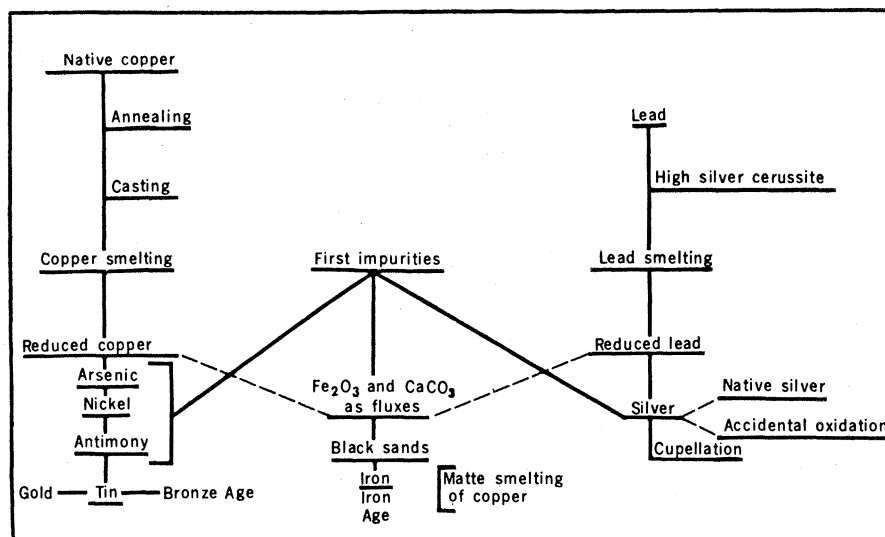 Native copper
Annealing
Lead
High silver cerussite
Casting
Copper smelting
First impurities
Lead smelting
Reduced copper
Reduced lead
Arsenic
Fe₂O₃ and CaCO₃
as fluxes
Native silver
Nickel
Silver
Accidental oxidation
Antimony
Black sands
Cupellation
Iron
Matte smelting
of copper
Gold
Tin
Bronze Age
Iron
Age